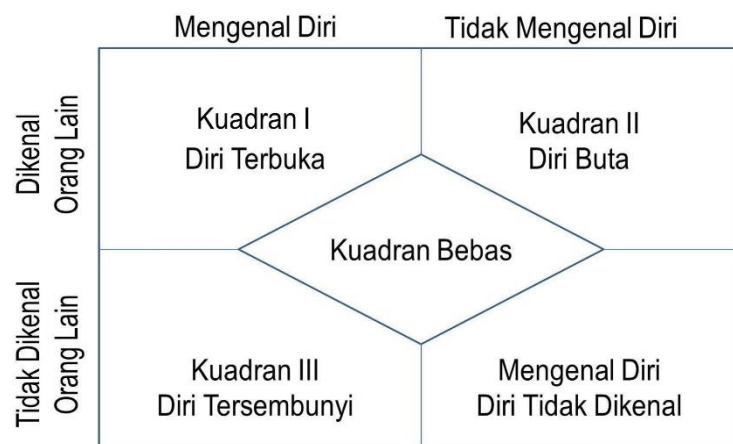 Mengenal Diri
Tidak Mengenal Diri
Dikenal
Orang Lain
Kuadran I
Diri Terbuka
Kuadran II
Diri Buta
Kuadran Bebas
Tidak Dikenal
Orang Lain
Kuadran III
Diri Tersembunyi
Mengenal Diri
Diri Tidak Dikenal